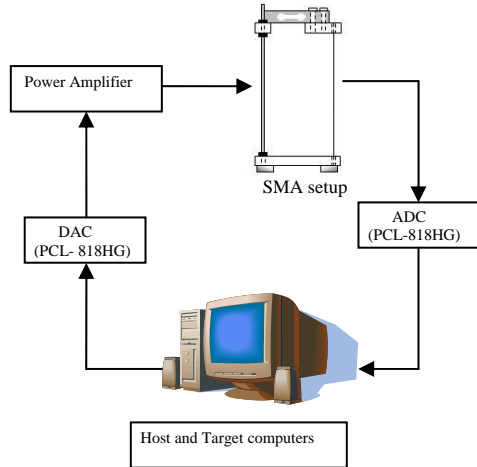 Power Amplifier
SMA setup
DAC
(PCL- 818HG)
ADC
(PCL-818HG)
Host and Target computers